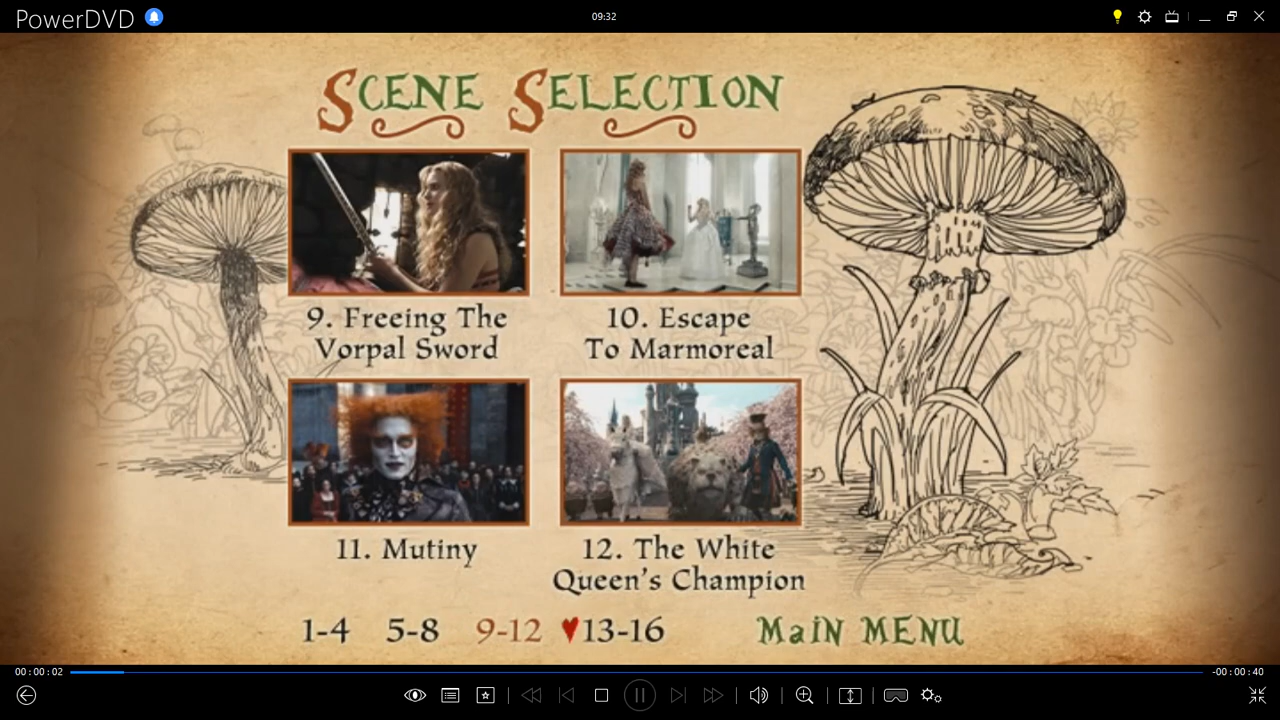 PowerDVD
09:32
Scene Selection
9. Freeing The
Vorpal Sword
10. Escape
To Marmoreal
11. Mutiny
12. The White
Queen's Champion
1-4 5-8 9-12 13-16 Main Menu
00:00:02
-00:00:40